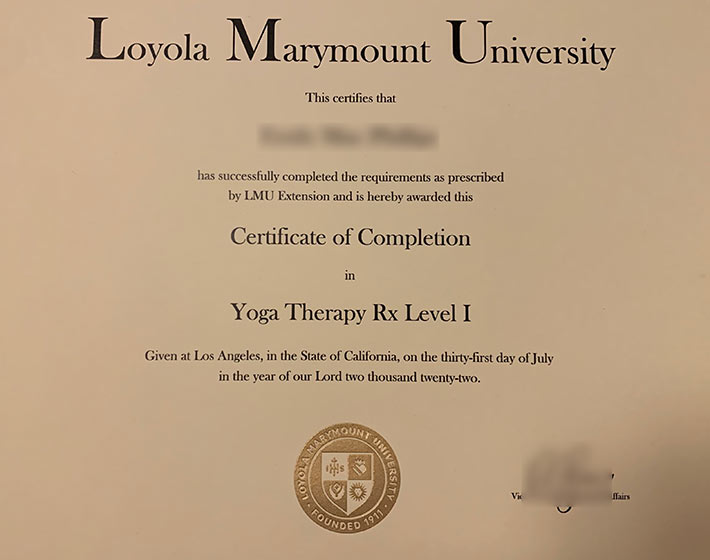 Loyola Marymount University
This certifies that
has successfully completed the requirements as prescribed
by LMU Extension and is hereby awarded this
Certificate of Completion
in
Yoga Therapy Rx Level I
Given at Los Angeles, in the State of California, on the thirty-first day of July
in the year of our Lord two thousand twenty-two.
LOYOLA MARYMOUNT UNIVERSITY
IHS
FOUNDED 1911